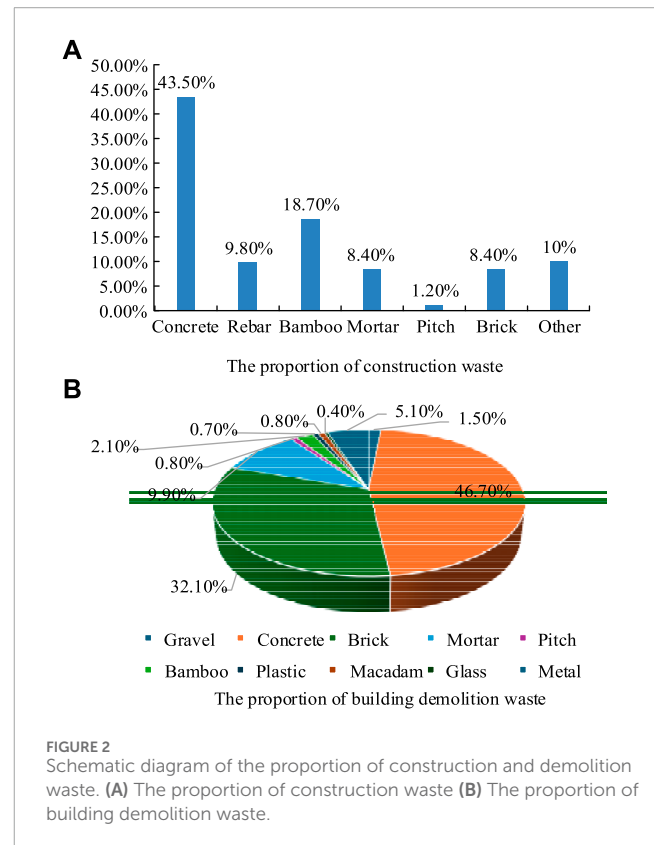 A
50.00%
45.00%
40.00%
35.00%
30.00%
25.00%
20.00%
15.00%
10.00%
5.00%
0.00%
43.50%
9.80%
18.70%
8.40%
1.20%
8.40%
10%
Concrete Rebar Bamboo Mortar Pitch Brick Other
The proportion of construction waste
B
0.70% 0.80% 0.40% 5.10% 1.50%
2.10%
0.80%
9.90% 46.70%
32.10%
Gravel Concrete Brick Mortar Pitch
Bamboo Plastic Macadam Glass Metal
The proportion of building demolition waste
FIGURE 2
Schematic diagram of the proportion of construction and demolition
waste. (A) The proportion of construction waste (B) The proportion of
building demolition waste.